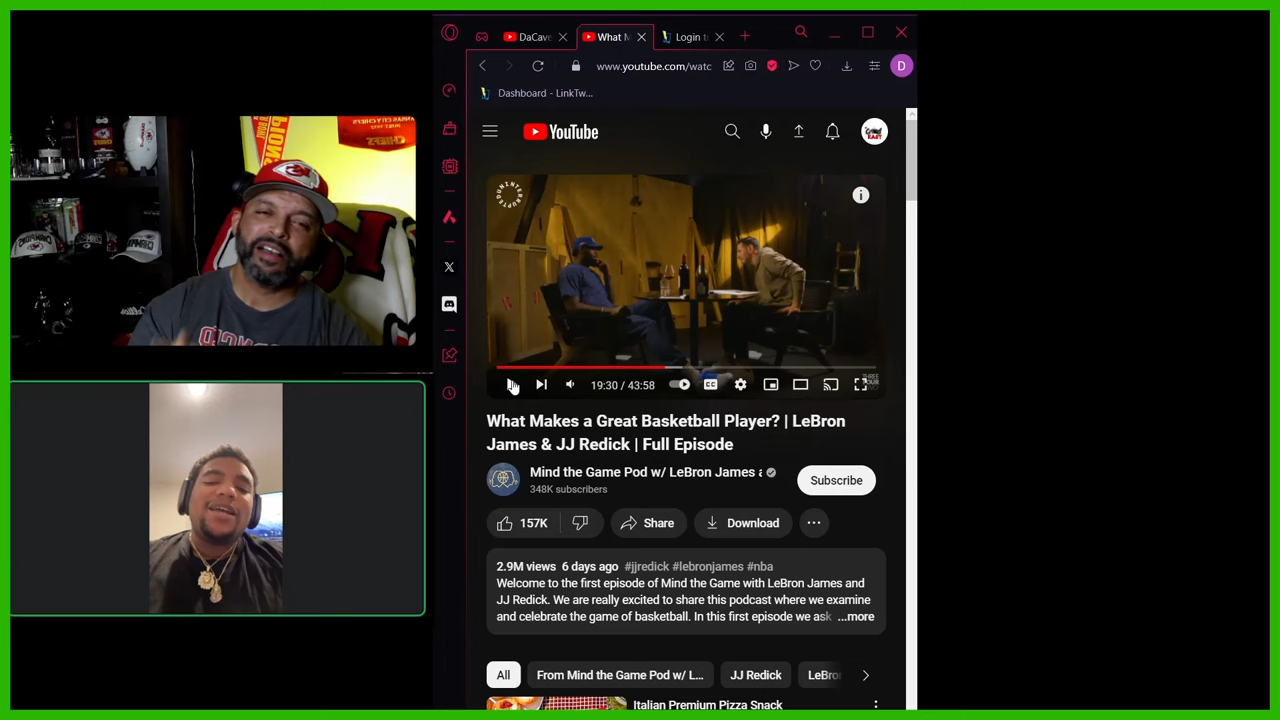 DaCave
What M
Login t
www.youtube.com/watc
D
Dashboard - LinkTw...
YouTube
UNINTERRUPTED
19:30 / 43:58
CC
What Makes a Great Basketball Player? | LeBron
James & JJ Redick | Full Episode
Mind the Game Pod w/ LeBron James a
348K subscribers
Subscribe
157K
Share
Download
2.9M views 6 days ago #jjredick #lebronjames #nba
Welcome to the first episode of Mind the Game with LeBron James and
JJ Redick. We are really excited to share this podcast where we examine
and celebrate the game of basketball. In this first episode we ask ...more
All
From Mind the Game Pod w/ L...
JJ Redick
LeBro
Italian Premium Pizza Snack